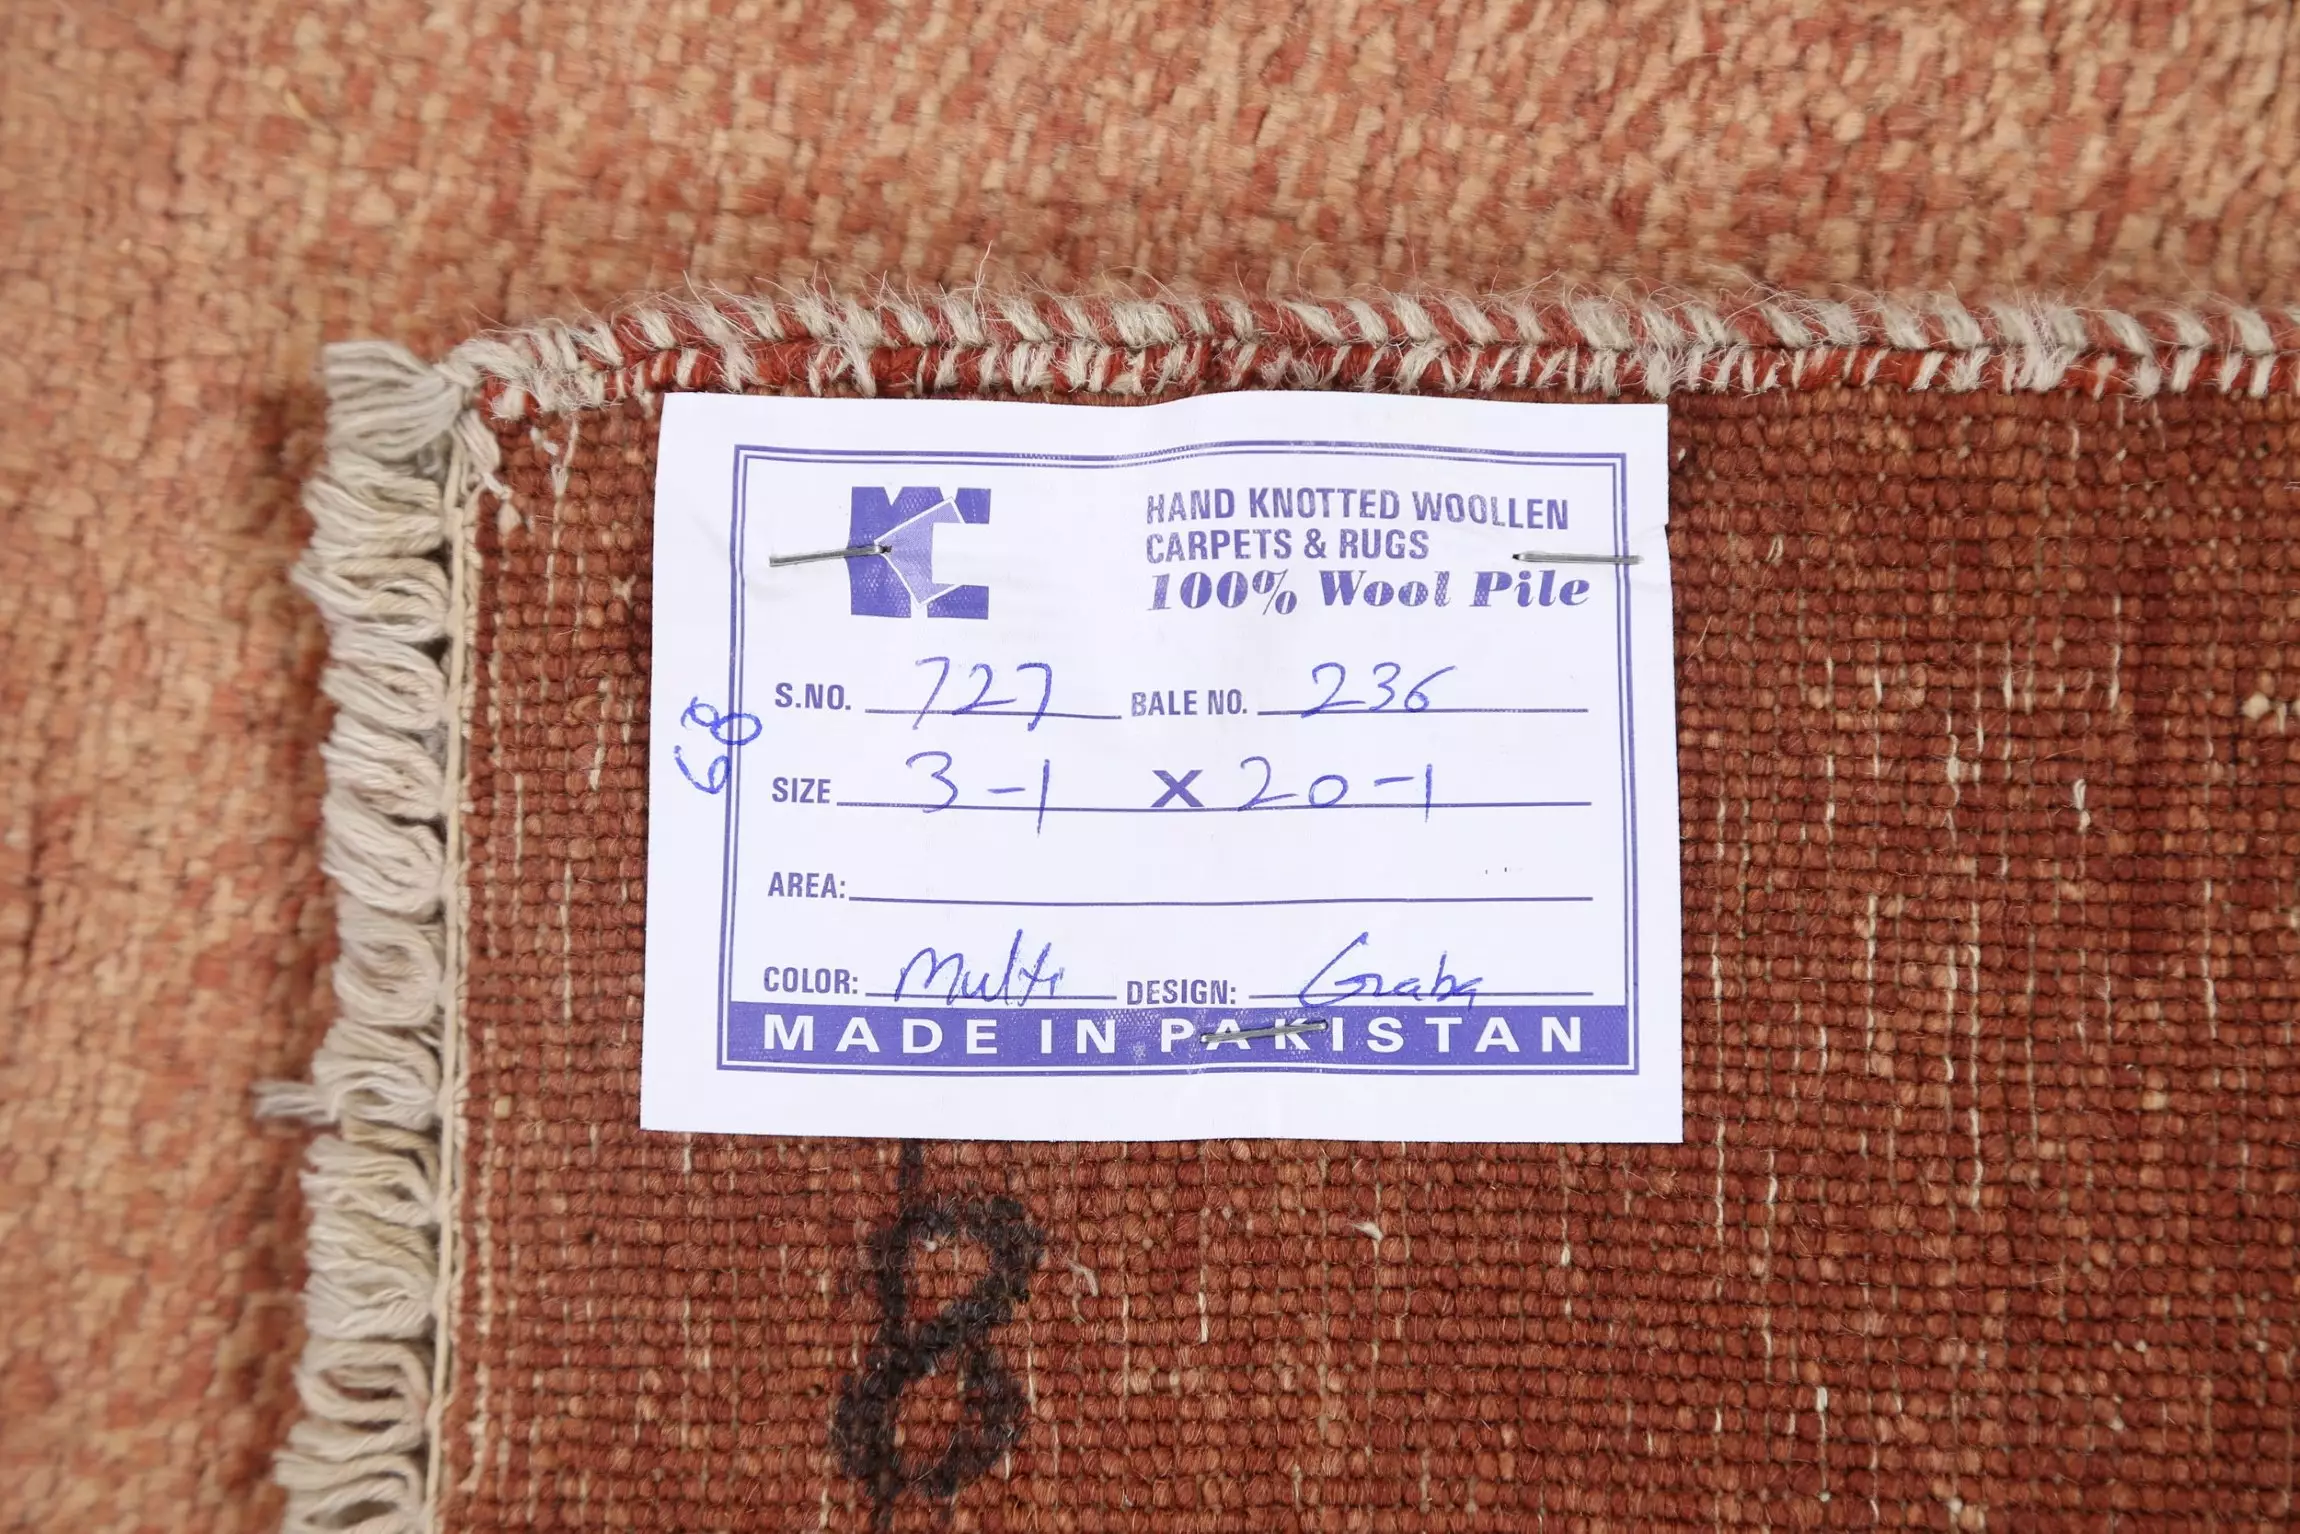 HAND KNOTTED WOOLLEN
CARPETS & RUGS
100% Wool Pile
S.NO. 727 BALE NO. 236
68
SIZE 3-1 X 20-1
AREA:
COLOR: Multi DESIGN: Graba
MADE IN PAKISTAN
8